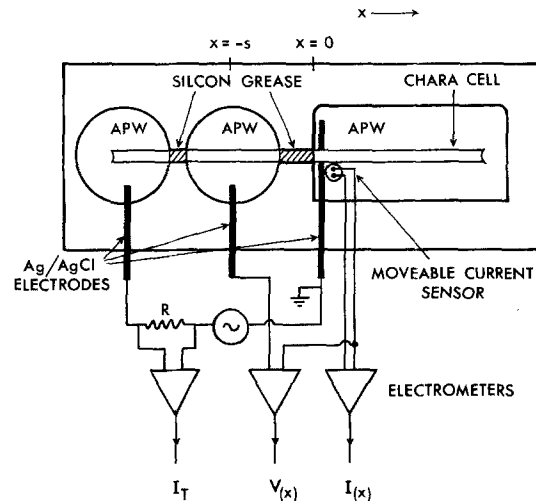 x
x = -s
x = 0
SILCON GREASE
CHARA CELL
APW
APW
APW
Ag/AgCl
ELECTRODES
MOVEABLE CURRENT
SENSOR
R
ELECTROMETERS
I_T
V_(x)
I_(x)